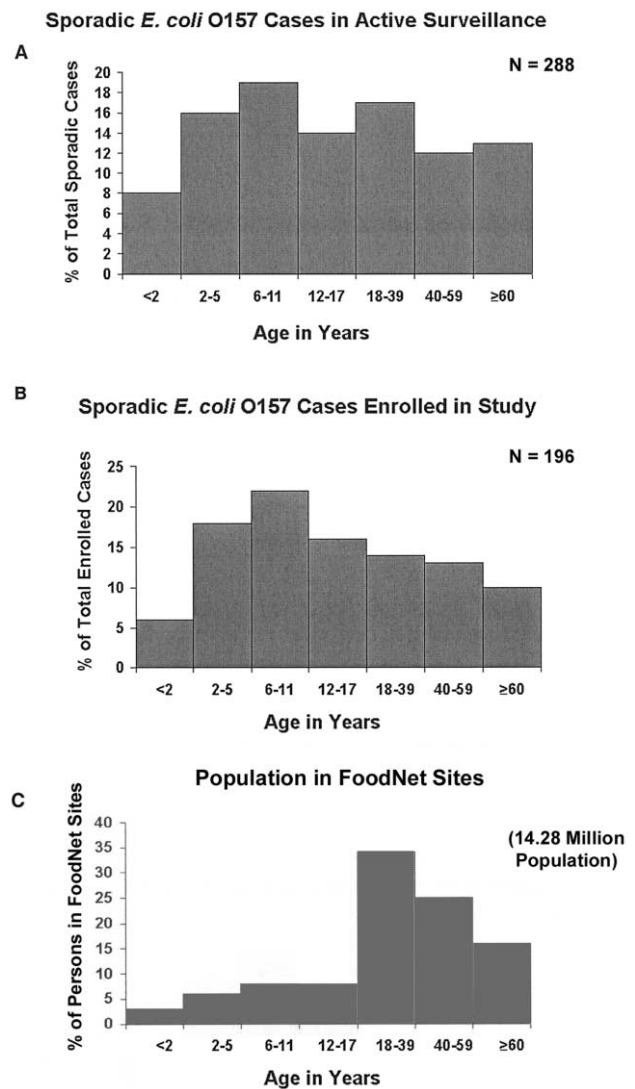 Sporadic E. coli O157 Cases in Active Surveillance
A
N = 288
% of Total Sporadic Cases
20
18
16
14
12
10
8
6
4
2
0
<2 2-5 6-11 12-17 18-39 40-59 ≥60
Age in Years
B
Sporadic E. coli O157 Cases Enrolled in Study
N = 196
% of Total Enrolled Cases
25
20
15
10
5
0
<2 2-5 6-11 12-17 18-39 40-59 ≥60
Age in Years
Population in FoodNet Sites
C
(14.28 Million
Population)
% of Persons in FoodNet Sites
40
35
30
25
20
15
10
5
0
<2 2-5 6-11 12-17 18-39 40-59 ≥60
Age in Years